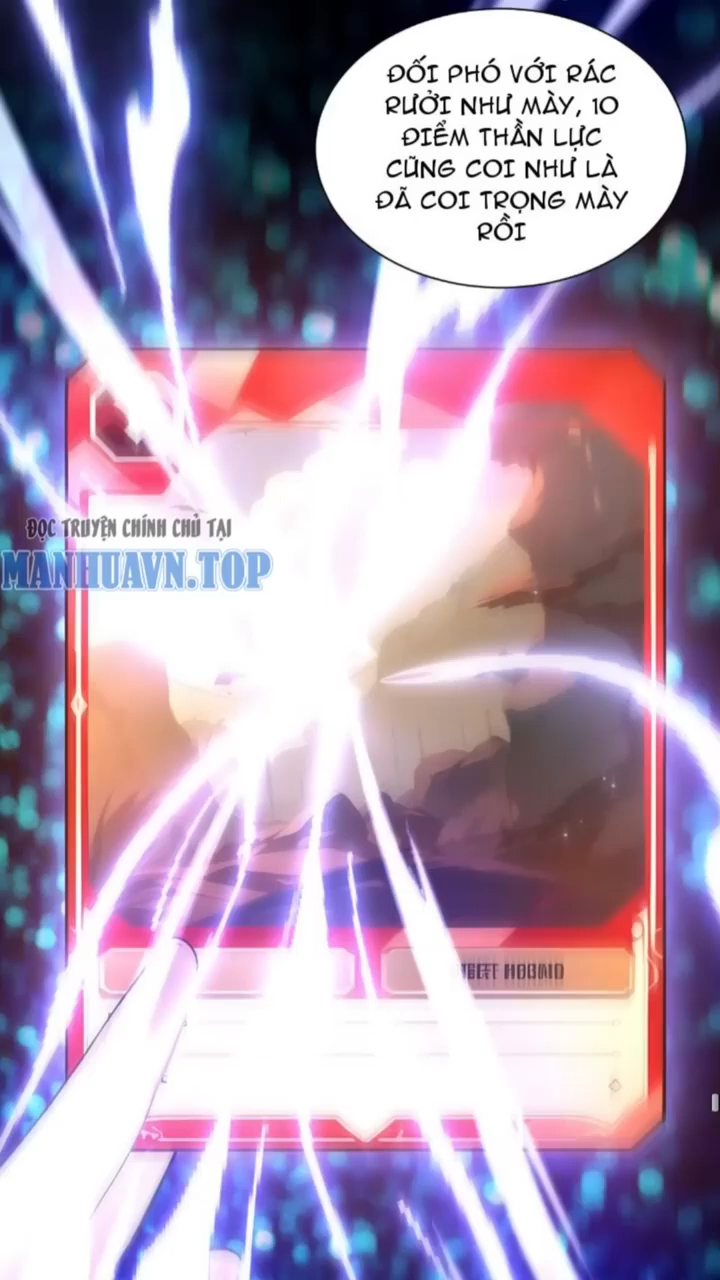 ĐỐI PHÓ VỚI RÁC
RƯỞI NHƯ MÀY, 10
ĐIỂM THẦN LỰC
CŨNG COI NHƯ LÀ
ĐÃ COI TRỌNG MÀY
RỒI
ĐỌC TRUYỆN CHÍNH CHỦ TẠI
MANHUAVN.TOP